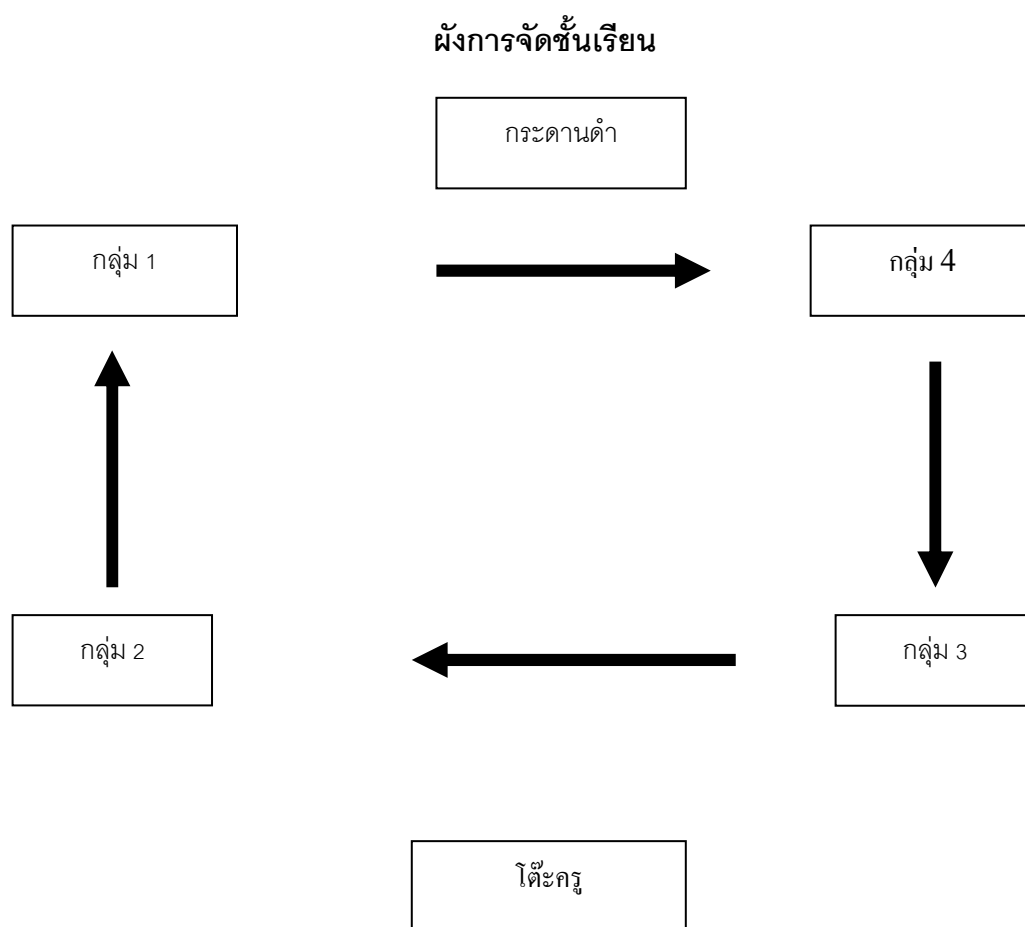 ผังการจัดชั้นเรียน
กระดานดำ
กลุ่ม 1
กลุ่ม 4
กลุ่ม 2
กลุ่ม 3
โต๊ะครู